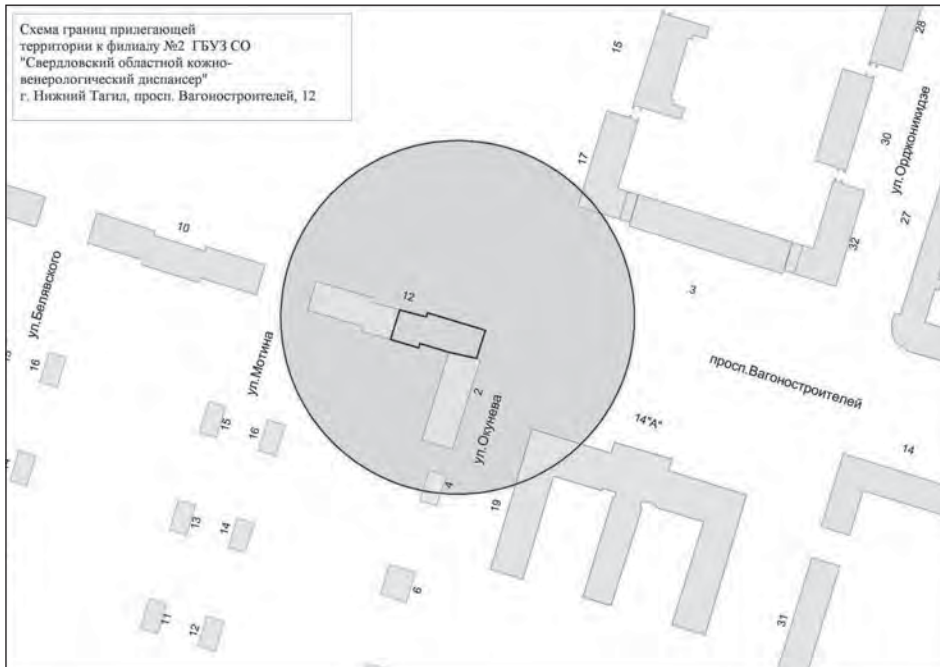 Схема границ прилегающей
территории к филиалу №2 ГБУЗ СО
"Свердловский областной кожно-
венерологический диспансер"
г. Нижний Тагил, просп. Вагоностроителей, 12
15
28
30
ул.Орджоникидзе
17
27
10
32
12
3
ул.Белявского
16
ул.Мотина
просп.Вагоностроителей
2
15
16
ул.Окунева
14"А"
14
4
19
13
14
6
11
12
31